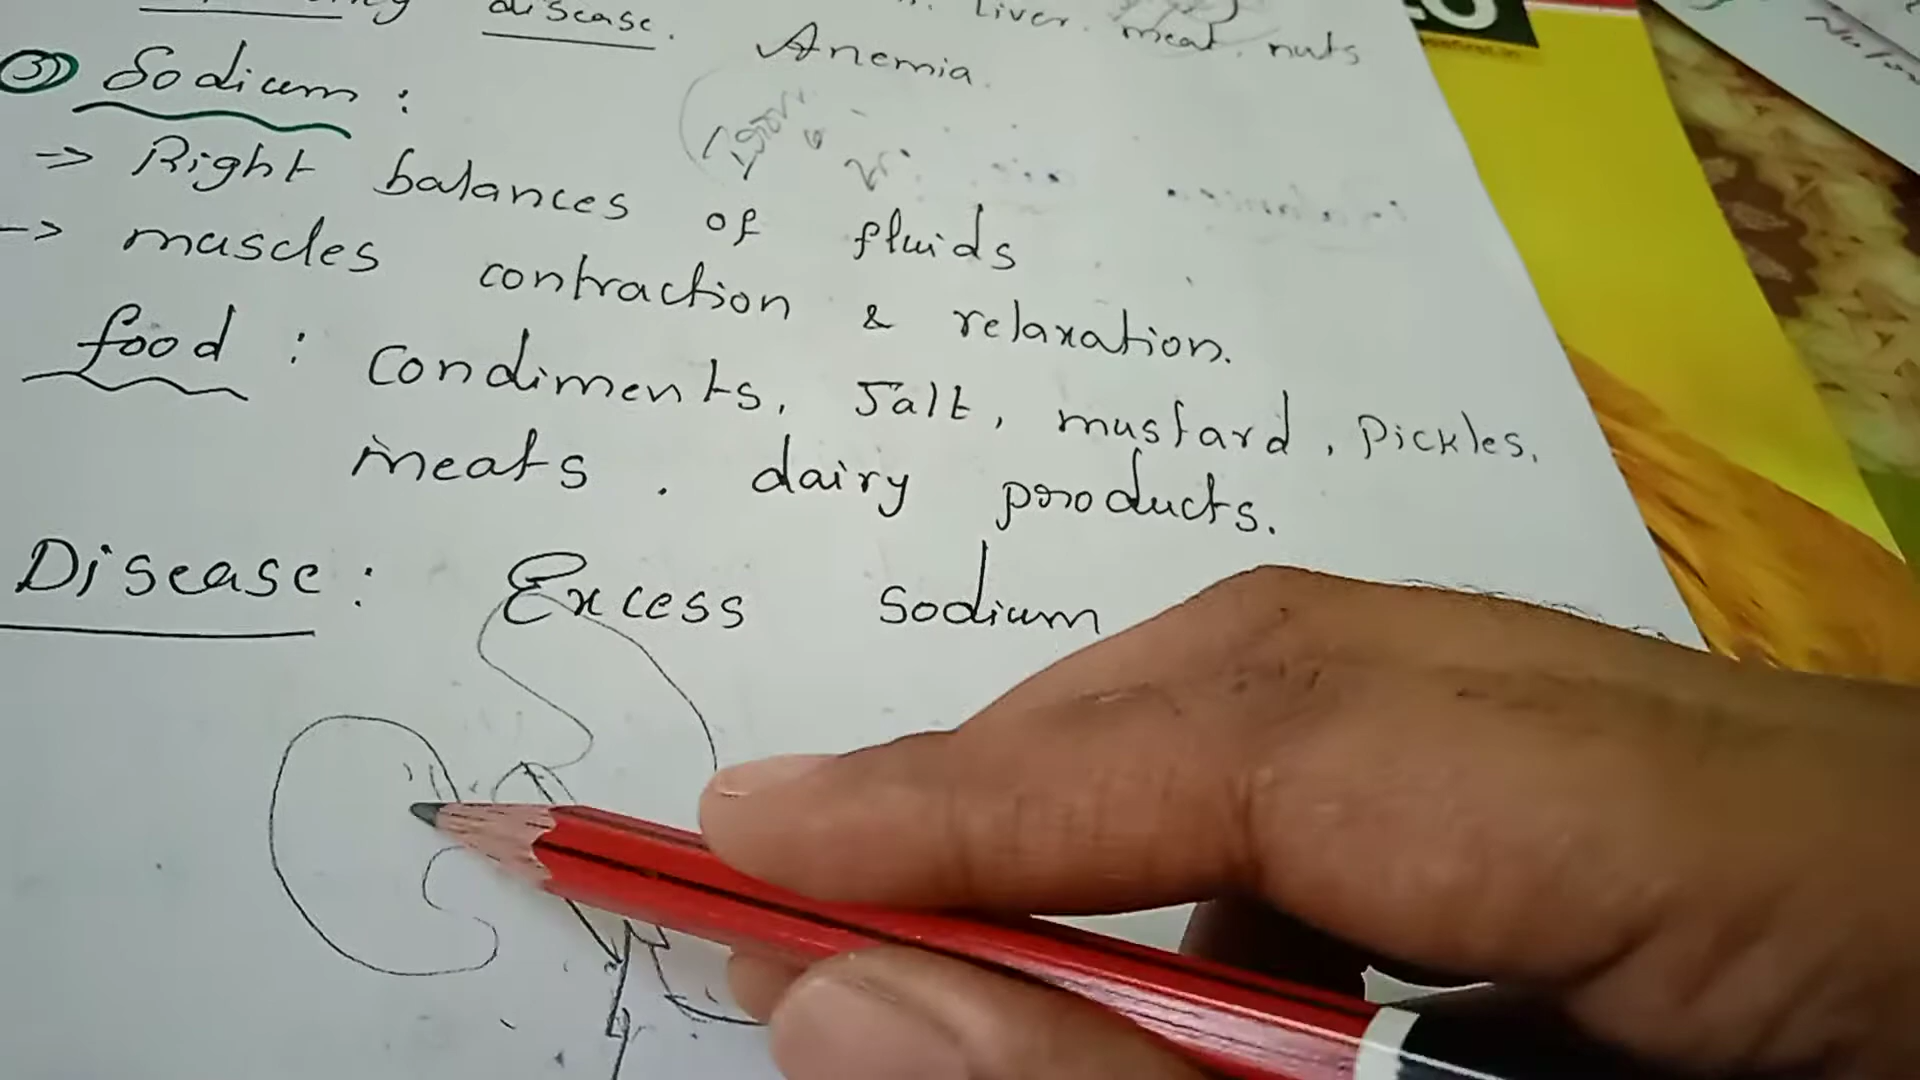 disease. Liver. meat. nuts
Anemia.
3) Sodium :
-> Right balances of fluids
-> muscles contraction & relaxation.
food : Condiments, Salt, mustard, Pickles,
meats. dairy products.
Disease : Excess sodium